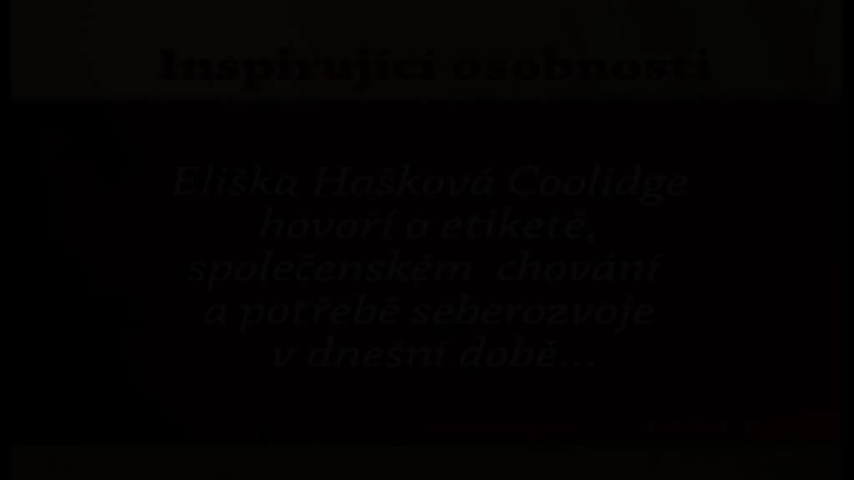 Inspirující osobnosti
Eliška Hašková Coolidge
hovoří o etiketě,
společenském chování
a potřebě seberozvoje
v dnešní době...